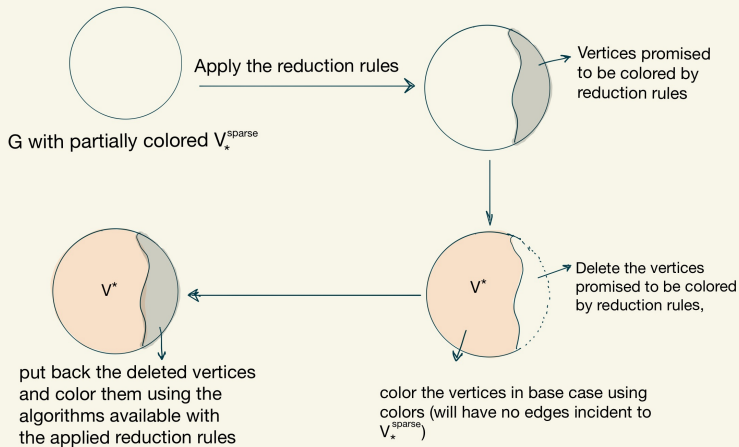 Apply the reduction rules
Vertices promised
to be colored by
reduction rules
G with partially colored V*^sparse
V*
Delete the vertices
promised to be colored
by reduction rules,
V*
put back the deleted vertices
and color them using the
algorithms available with
the applied reduction rules
color the vertices in base case using
colors (will have no edges incident to
V*^sparse)